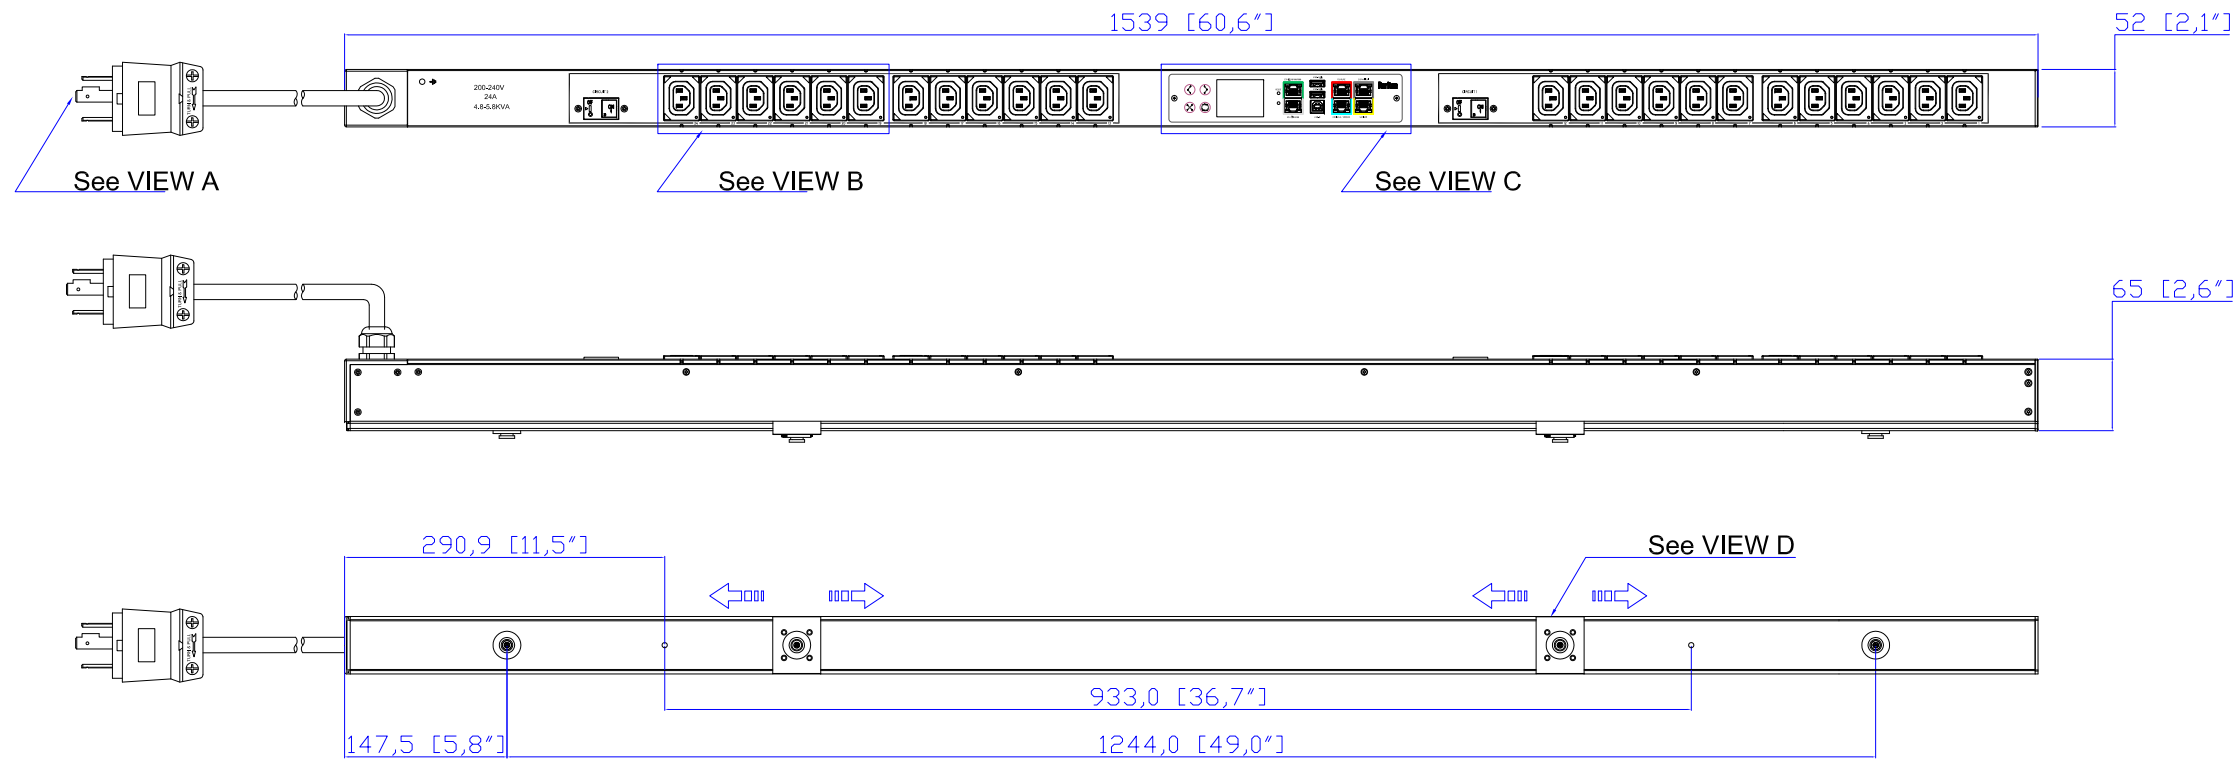 1539 [60,6"]
52 [2,1"]
200-240V
24A
4.8-5.8KVA
See VIEW A
See VIEW B
See VIEW C
65 [2,6"]
290,9 [11,5"]
See VIEW D
933,0 [36,7"]
147,5 [5,8"]
1244,0 [49,0"]